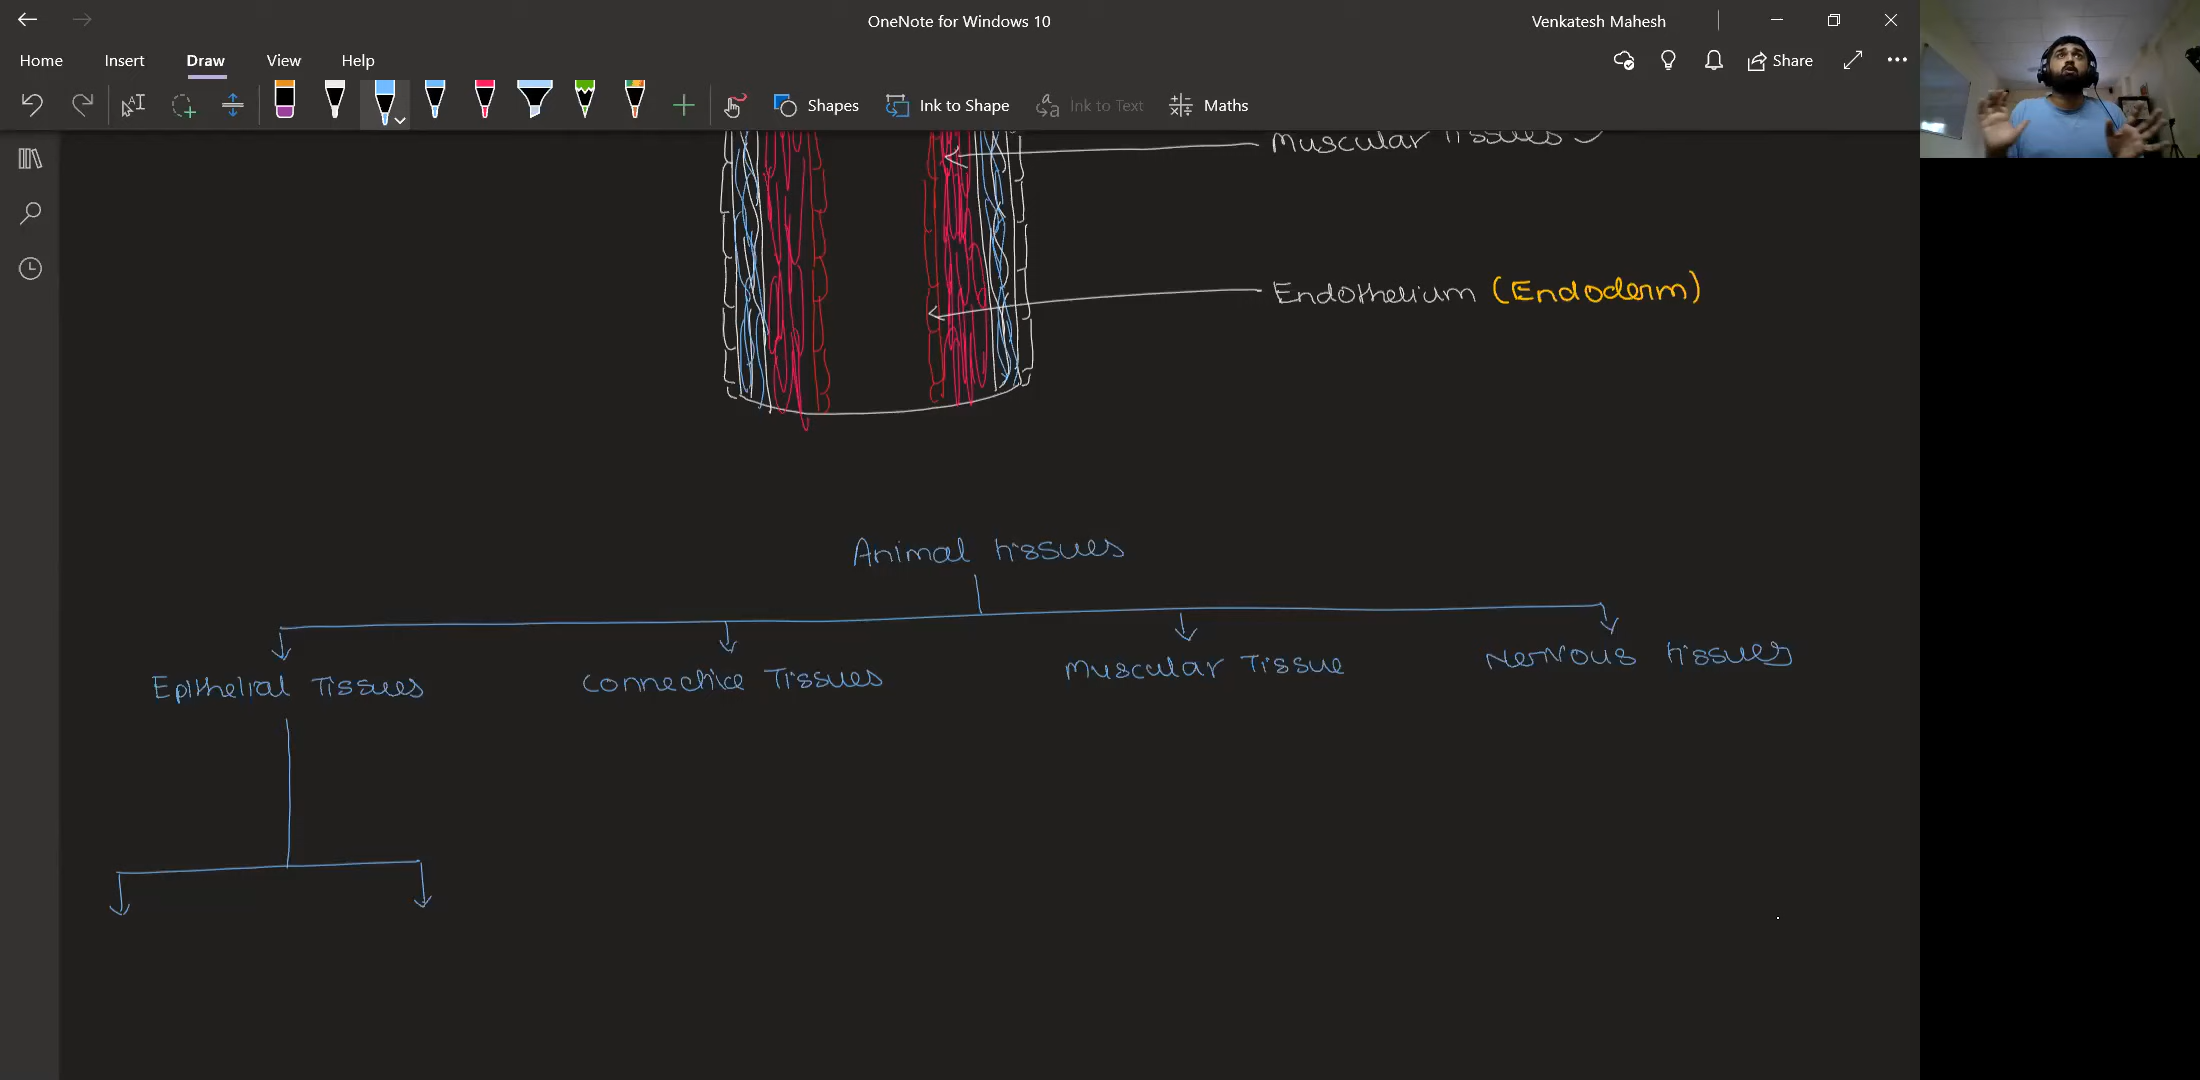 OneNote for Windows 10
Venkatesh Mahesh
Home Insert Draw View Help
Share
Shapes Ink to Shape Ink to Text Maths
Muscular Tissues
Endothelium (Endoderm)
Animal tissues
Epithelial Tissues
Connective Tissues
Muscular Tissue
Nervous tissues